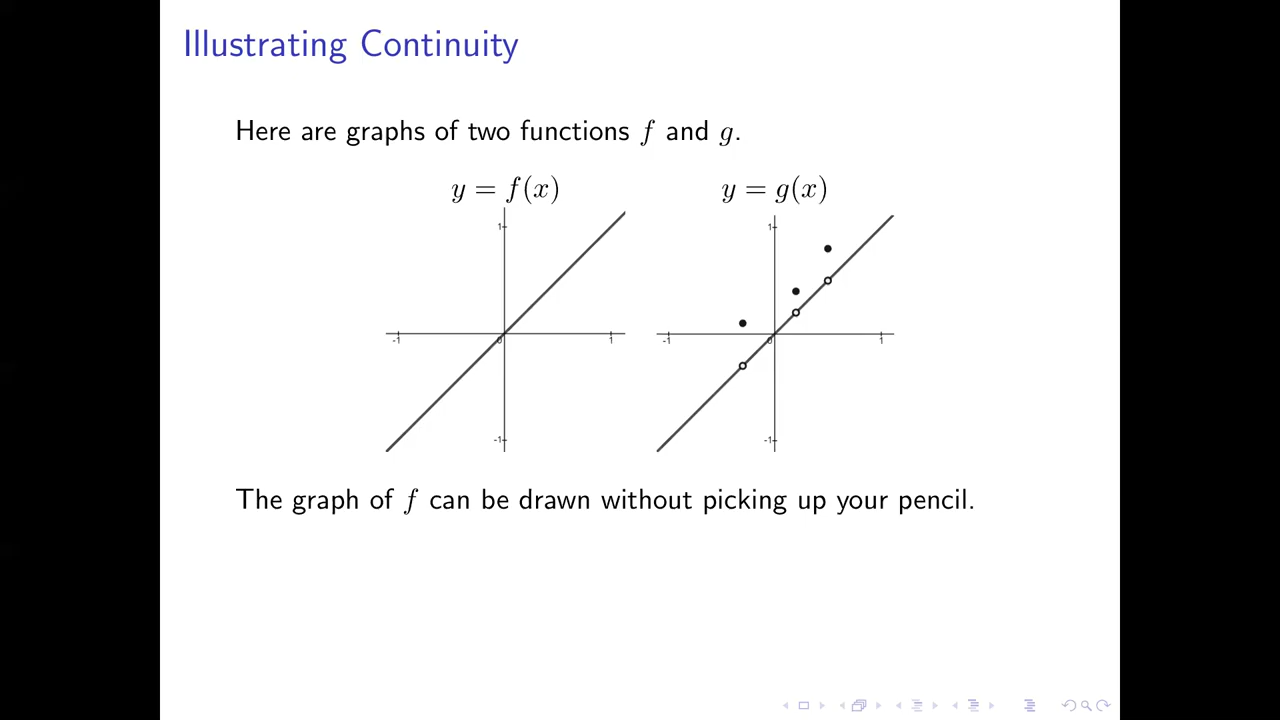 Illustrating Continuity
Here are graphs of two functions f and g.
y = f(x)
y = g(x)
1
-1
0
1
-1
1
-1
0
1
-1
The graph of f can be drawn without picking up your pencil.